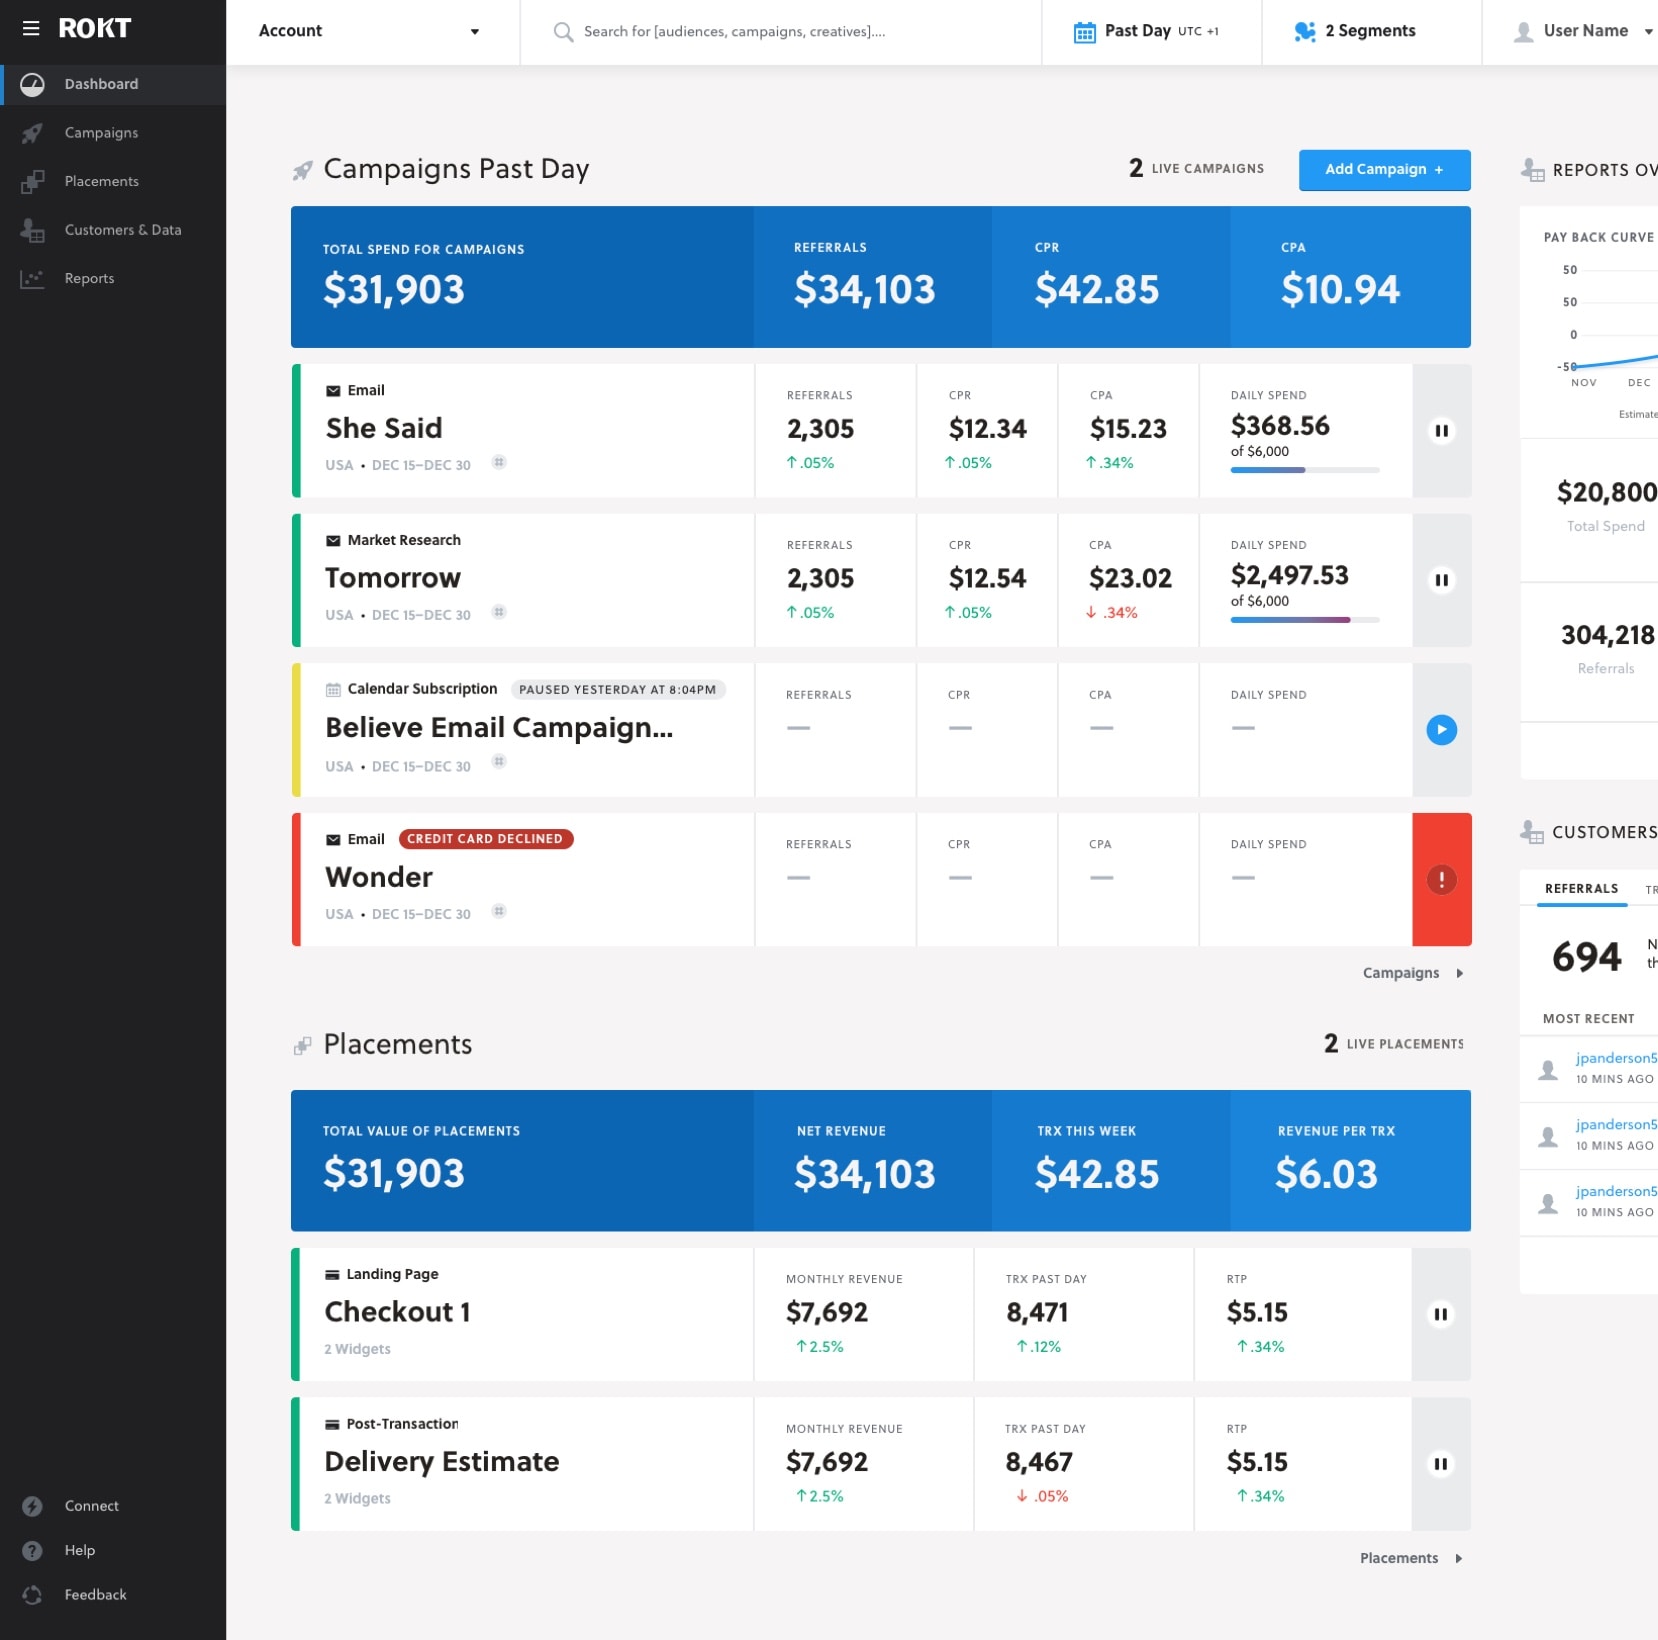 ROKT
Account
Search for [audiences, campaigns, creatives]....
Past Day UTC +1
2 Segments
User Name
Dashboard
Campaigns
Placements
Customers & Data
Reports
Connect
Help
Feedback
Campaigns Past Day
2 LIVE CAMPAIGNS
Add Campaign +
TOTAL SPEND FOR CAMPAIGNS
$31,903
REFERRALS
$34,103
CPR
$42.85
CPA
$10.94
Email
She Said
USA • DEC 15–DEC 30 #
REFERRALS
2,305
↑.05%
CPR
$12.34
↑.05%
CPA
$15.23
↑.34%
DAILY SPEND
$368.56
of $6,000
Market Research
Tomorrow
USA • DEC 15–DEC 30 #
REFERRALS
2,305
↑.05%
CPR
$12.54
↑.05%
CPA
$23.02
↓ .34%
DAILY SPEND
$2,497.53
of $6,000
Calendar Subscription PAUSED YESTERDAY AT 8:04PM
Believe Email Campaign...
USA • DEC 15–DEC 30 #
REFERRALS
—
CPR
—
CPA
—
DAILY SPEND
—
Email CREDIT CARD DECLINED
Wonder
USA • DEC 15–DEC 30 #
REFERRALS
—
CPR
—
CPA
—
DAILY SPEND
—
!
Campaigns
Placements
2 LIVE PLACEMENTS
TOTAL VALUE OF PLACEMENTS
$31,903
NET REVENUE
$34,103
TRX THIS WEEK
$42.85
REVENUE PER TRX
$6.03
Landing Page
Checkout 1
2 Widgets
MONTHLY REVENUE
$7,692
↑2.5%
TRX PAST DAY
8,471
↑.12%
RTP
$5.15
↑.34%
Post-Transaction
Delivery Estimate
2 Widgets
MONTHLY REVENUE
$7,692
↑2.5%
TRX PAST DAY
8,467
↓ .05%
RTP
$5.15
↑.34%
Placements
REPORTS OV
PAY BACK CURVE
50
50
0
-50
NOV DEC
Estimate
$20,800
Total Spend
304,218
Referrals
CUSTOMERS
REFERRALS TR
694
N
th
MOST RECENT
jpanderson5
10 MINS AGO
jpanderson5
10 MINS AGO
jpanderson5
10 MINS AGO